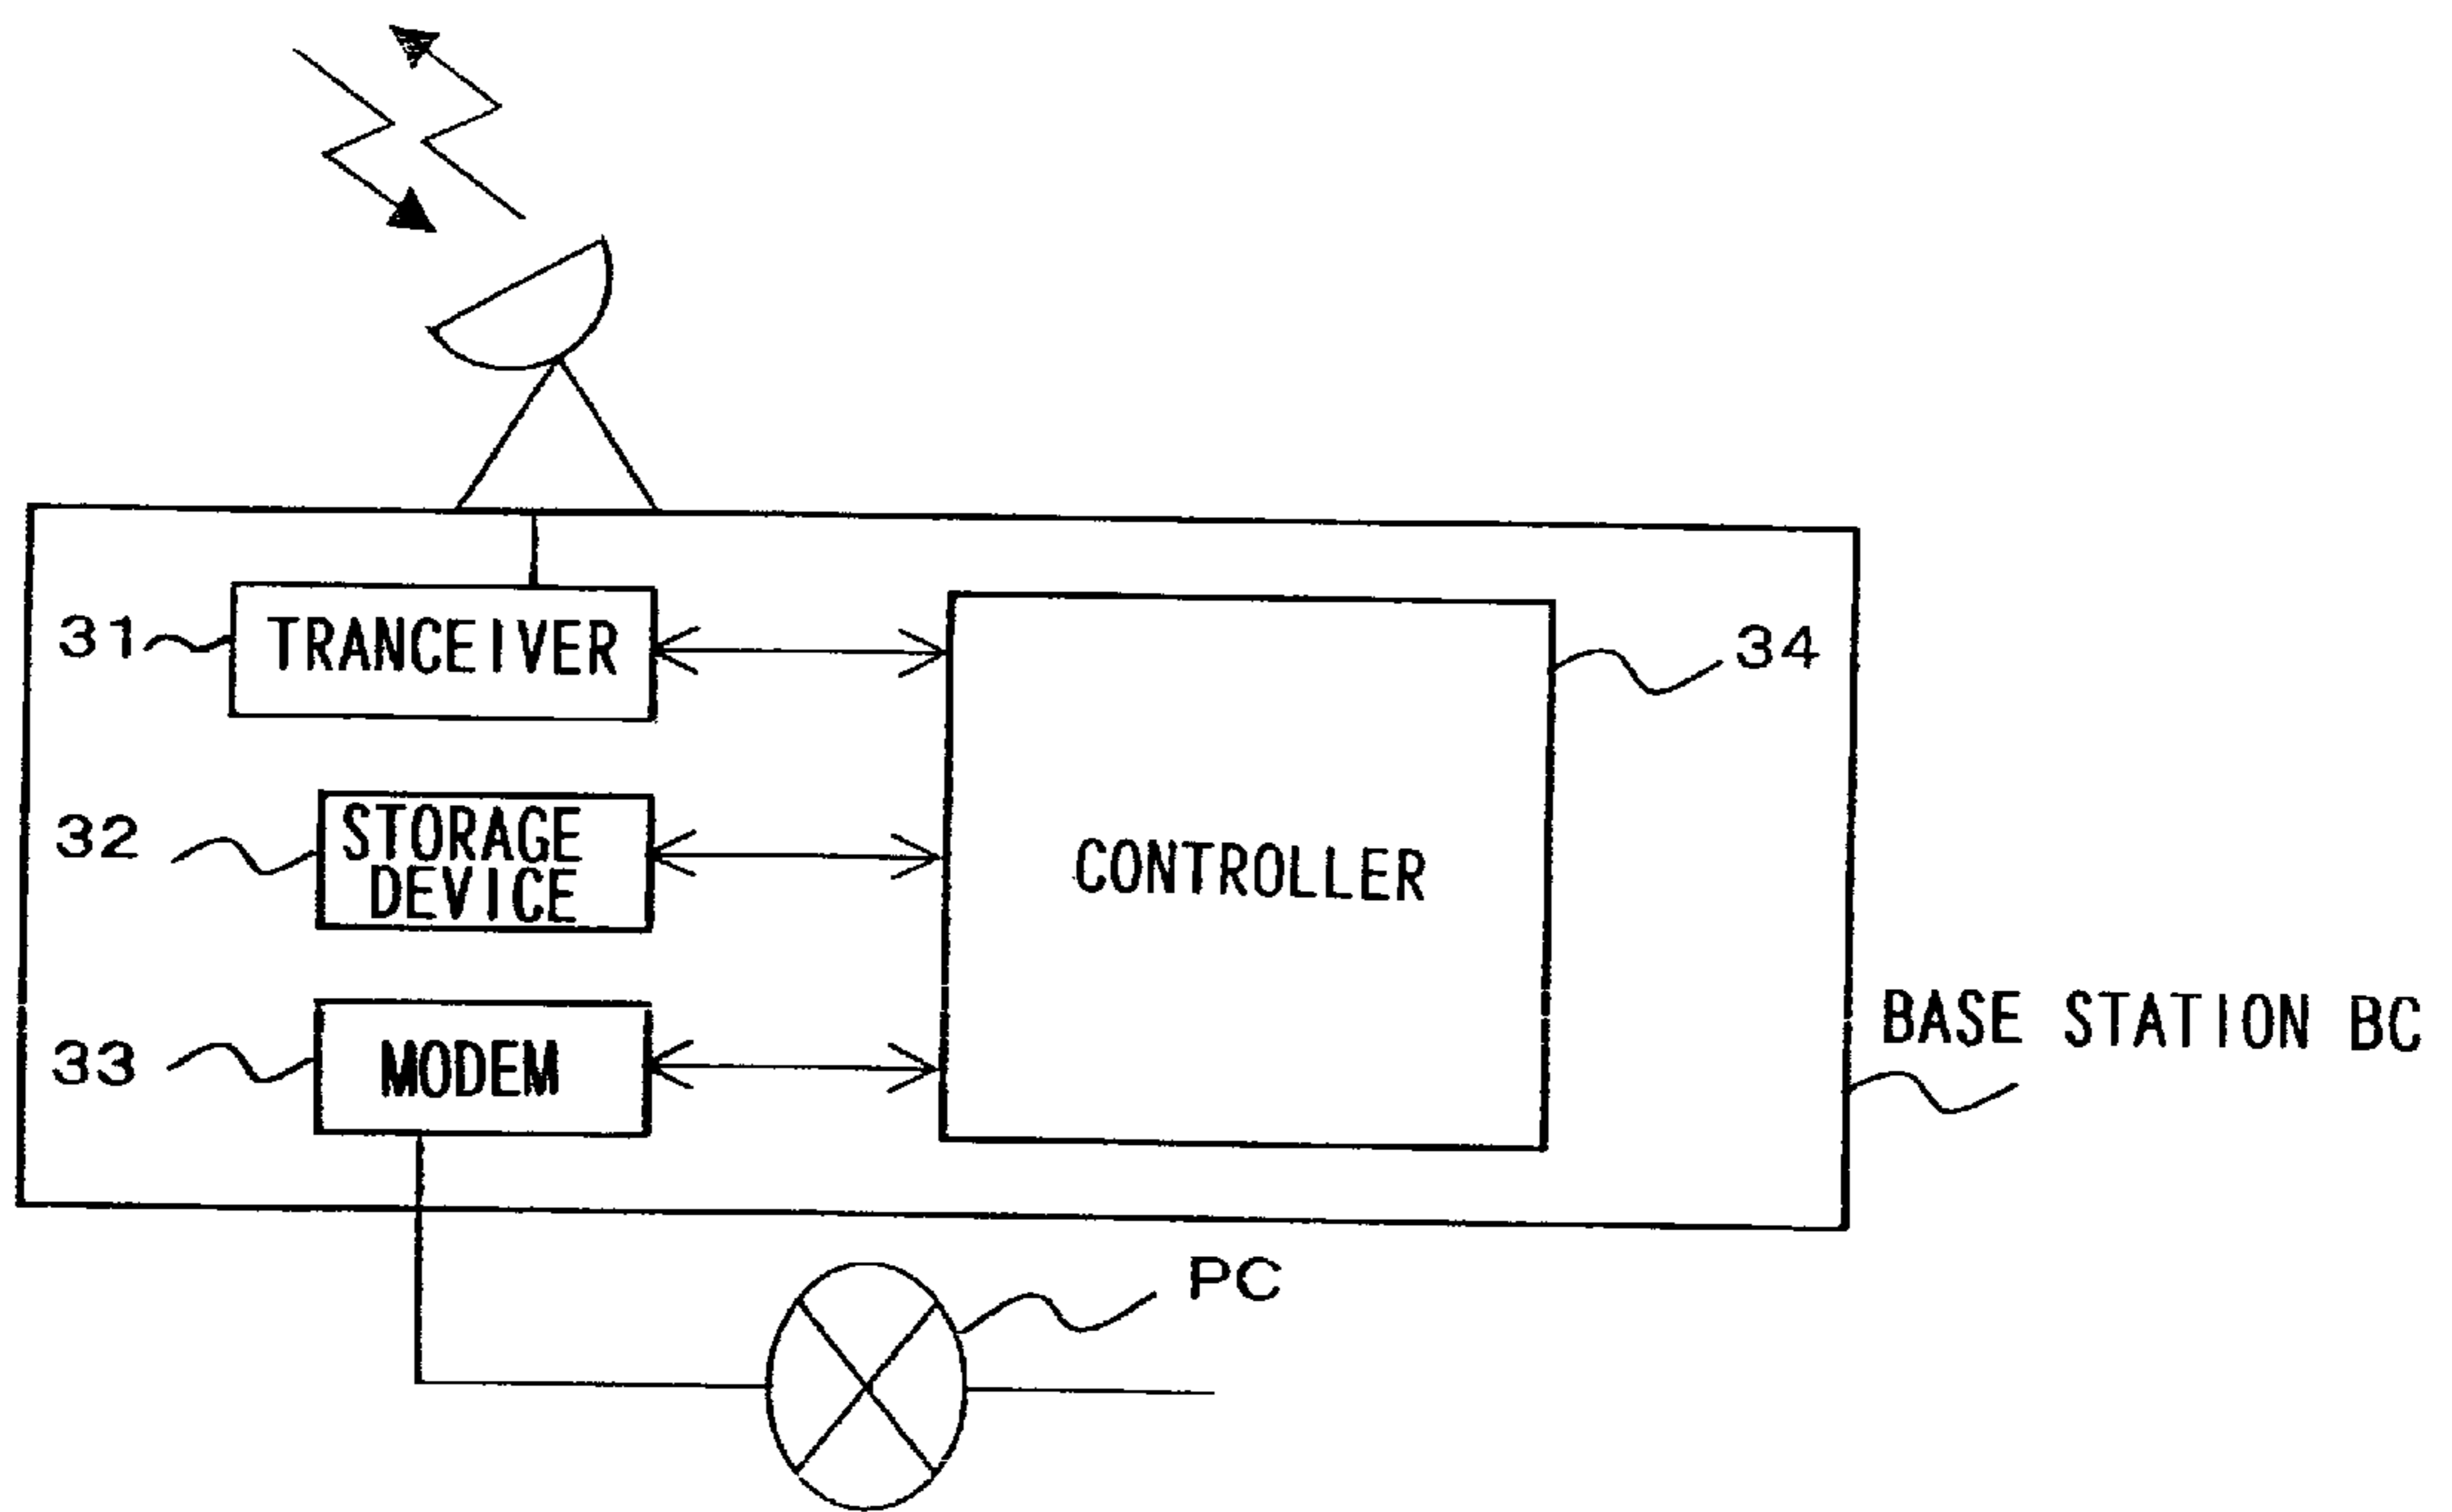 31
TRANCEIVER
34
32
STORAGE
DEVICE
CONTROLLER
33
MODEM
BASE STATION BC
PC